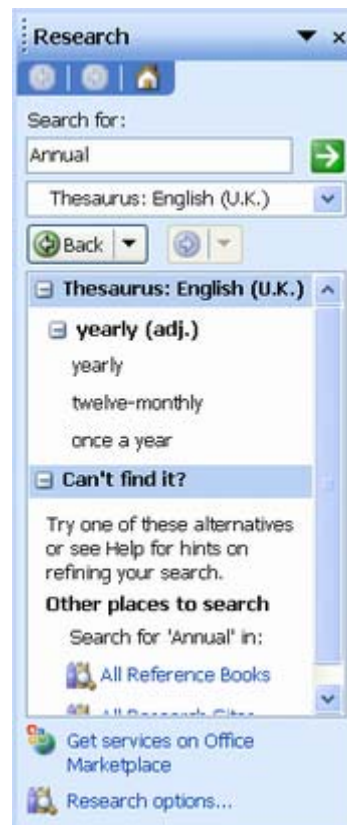 Research
Search for:
Annual
Thesaurus: English (U.K.)
Back
Thesaurus: English (U.K.)
yearly (adj.)
yearly
twelve-monthly
once a year
Can't find it?
Try one of these alternatives
or see Help for hints on
refining your search.
Other places to search
Search for 'Annual' in:
All Reference Books
Get services on Office
Marketplace
Research options...